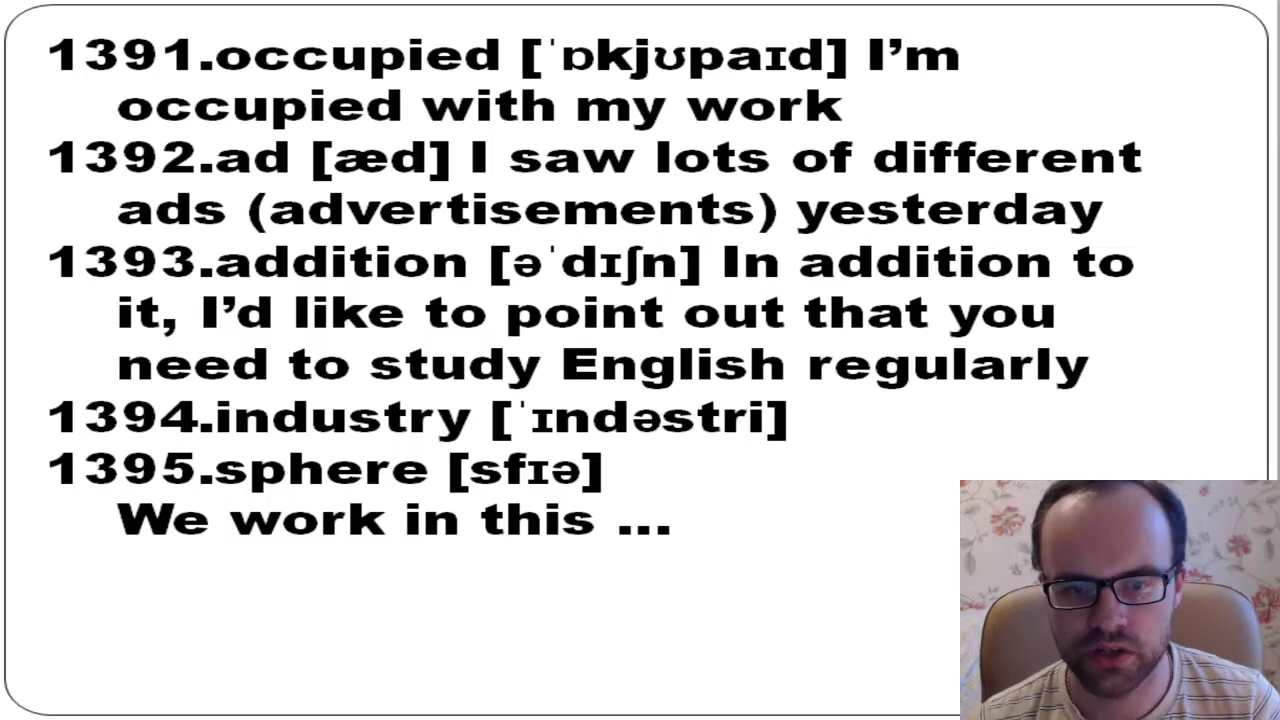 1391.occupied [ˈɒkjʊpaɪd] I’m
occupied with my work
1392.ad [æd] I saw lots of different
ads (advertisements) yesterday
1393.addition [əˈdɪʃn] In addition to
it, I’d like to point out that you
need to study English regularly
1394.industry [ˈɪndəstri]
1395.sphere [sfɪə]
We work in this ...